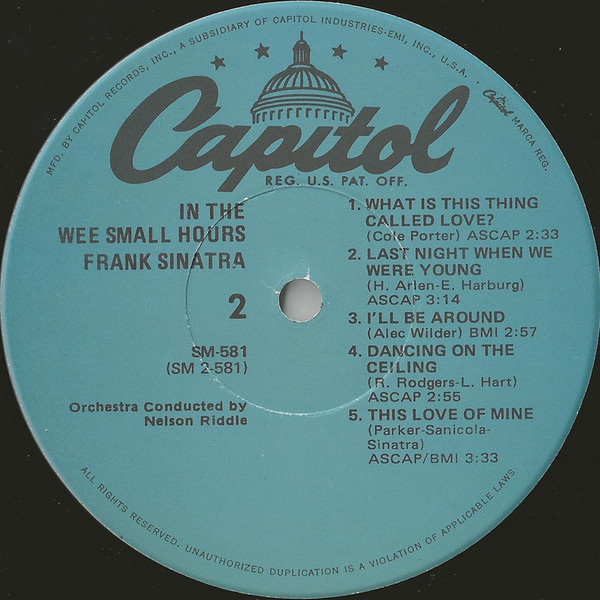 MFD. BY CAPITOL RECORDS, INC., A SUBSIDIARY OF CAPITOL INDUSTRIES-EMI, INC., U.S.A. · Capitol MARCA REG.
Capitol
REG. U.S. PAT. OFF.
IN THE
WEE SMALL HOURS
FRANK SINATRA
2
SM-581
(SM 2-581)
Orchestra Conducted by
Nelson Riddle
1. WHAT IS THIS THING
CALLED LOVE?
(Cole Porter) ASCAP 2:33
2. LAST NIGHT WHEN WE
WERE YOUNG
(H. Arlen-E. Harburg)
ASCAP 3:14
3. I'LL BE AROUND
(Alec Wilder) BMI 2:57
4. DANCING ON THE
CEILING
(R. Rodgers-L. Hart)
ASCAP 2:55
5. THIS LOVE OF MINE
(Parker-Sanicola-
Sinatra)
ASCAP/BMI 3:33
ALL RIGHTS RESERVED. UNAUTHORIZED DUPLICATION IS A VIOLATION OF APPLICABLE LAWS